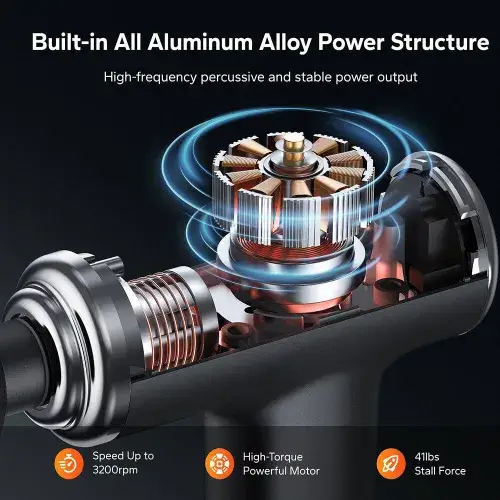 Built-in All Aluminum Alloy Power Structure
High-frequency percussive and stable power output
Speed Up to
3200rpm
High-Torque
Powerful Motor
41lbs
Stall Force